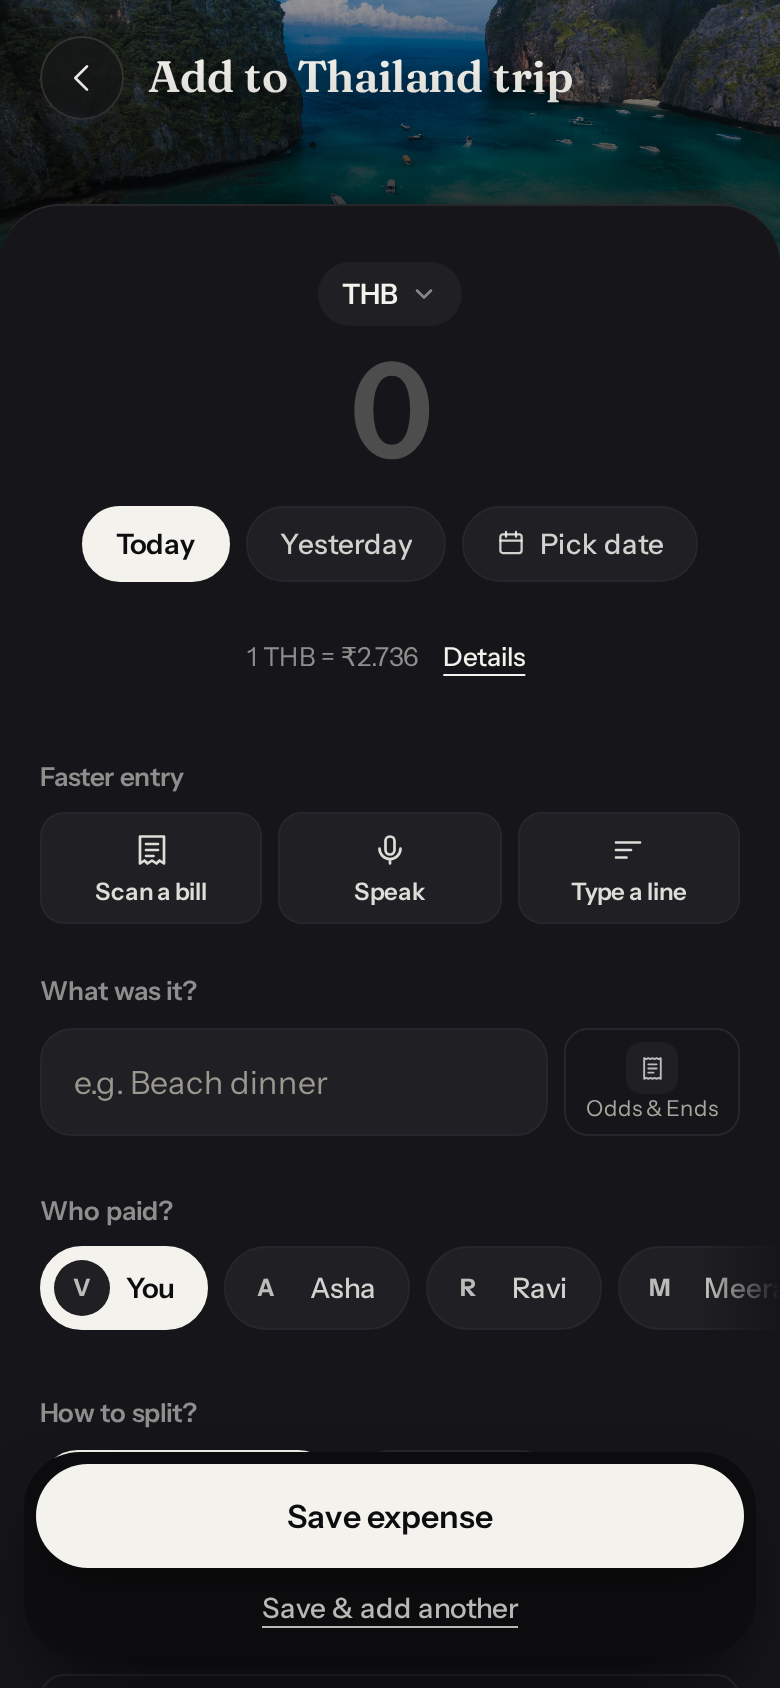 Add to Thailand trip
THB
0
Today
Yesterday
Pick date
1 THB = ₹2.736
Details
Faster entry
Scan a bill
Speak
Type a line
What was it?
e.g. Beach dinner
Odds & Ends
Who paid?
V
You
A
Asha
R
Ravi
M
How to split?
Save expense
Save & add another